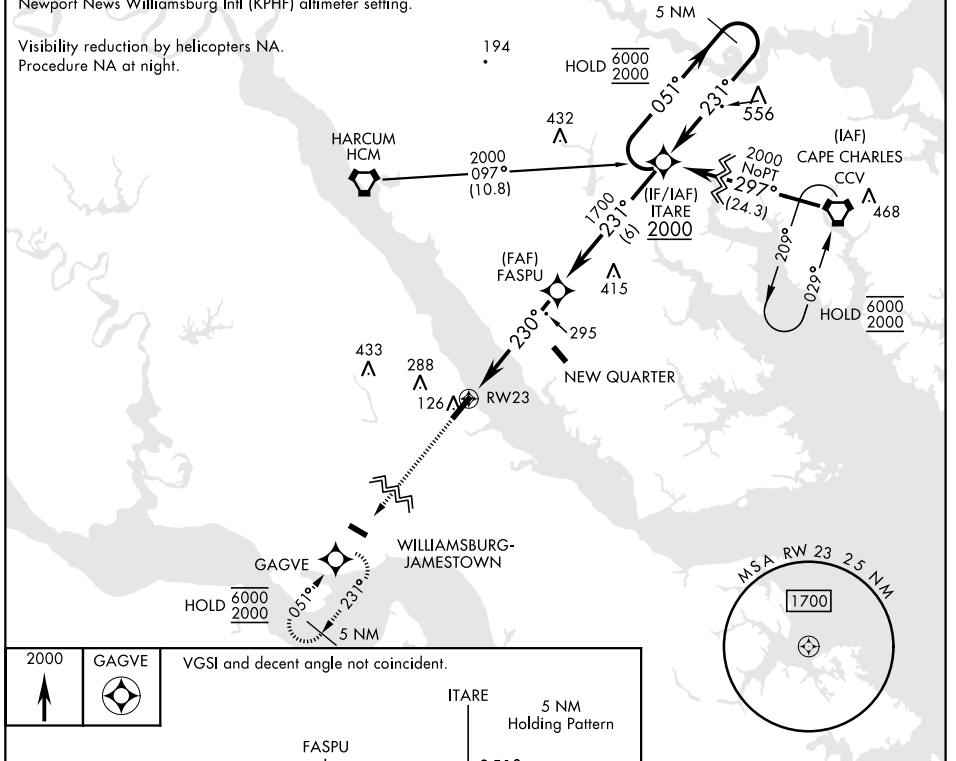 Newport News Williamsburg Intl (KPHF) altimeter setting.
Visibility reduction by helicopters NA.
Procedure NA at night.
5 NM
194
HOLD 6000
2000
051°
231°
556
432
HARCUM
HCM
2000
097°
(10.8)
(IAF)
CAPE CHARLES
CCV
468
2000
NoPT
297°
(24.3)
(IF/IAF)
ITARE
2000
1700
231°
(6)
209°
029°
HOLD 6000
2000
(FAF)
FASPU
415
230°
295
NEW QUARTER
433
288
126
RW23
WILLIAMSBURG-
JAMESTOWN
GAGVE
HOLD 6000
2000
051°
231°
5 NM
MSA RW 23 25 NM
1700
2000
GAGVE
VGSI and decent angle not coincident.
ITARE
5 NM
Holding Pattern
FASPU